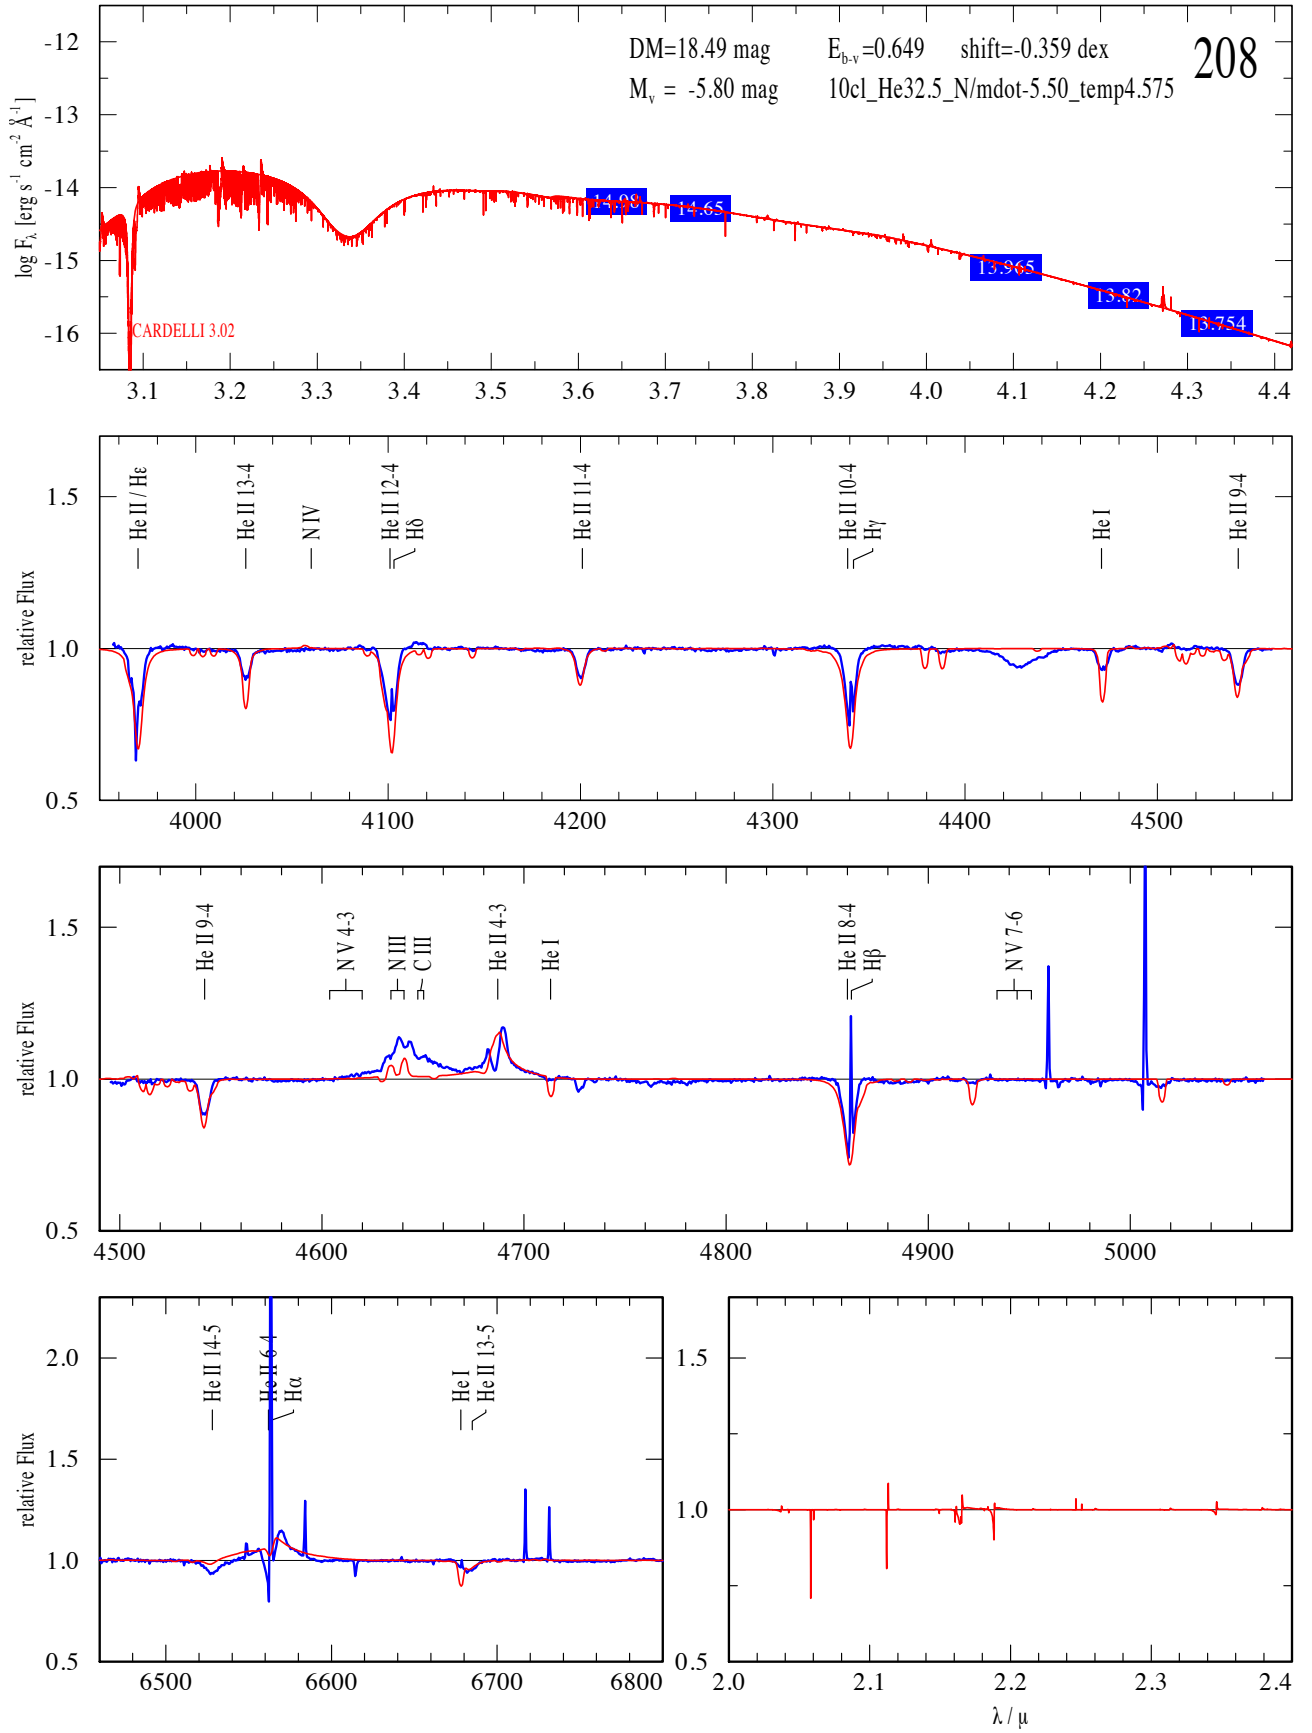 DM=18.49 mag E_b-v=0.649 shift=-0.359 dex 208
M_v = -5.80 mag 10cl_He32.5_N/mdot-5.50_temp4.575
log F_λ [erg s⁻¹ cm⁻² Å⁻¹]
-12
-13
-14
-15
-16
14.98 14.65 13.965 13.82 13.754
CARDELLI 3.02
3.1 3.2 3.3 3.4 3.5 3.6 3.7 3.8 3.9 4.0 4.1 4.2 4.3 4.4
relative Flux
1.5
1.0
0.5
He II / Hε
He II 13-4
N IV
He II 12-4
Hδ
He II 11-4
He II 10-4
Hγ
He I
He II 9-4
4000 4100 4200 4300 4400 4500
relative Flux
1.5
1.0
0.5
He II 9-4
N V 4-3
N III
C III
He II 4-3
He I
He II 8-4
Hβ
N V 7-6
4500 4600 4700 4800 4900 5000
relative Flux
2.0
1.5
1.0
0.5
He II 14-5
He II 6-4
Hα
He I
He II 13-5
6500 6600 6700 6800
1.5
1.0
0.5
2.0 2.1 2.2 2.3 2.4
λ / μ